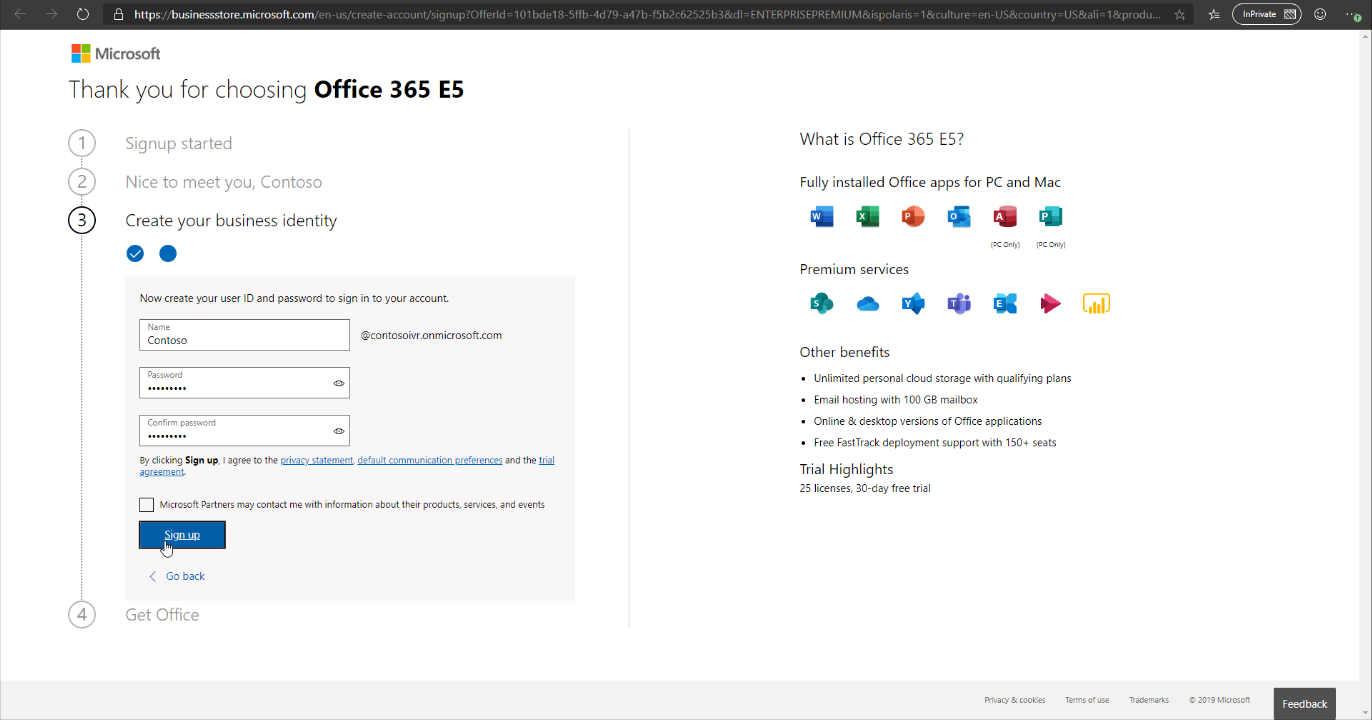 https://businessstore.microsoft.com/en-us/create-account/signup?OfferId=101bde18-5ffb-4d79-a47b-f5b2c62525b3&dl=ENTERPRISEPREMIUM&ispolaris=1&culture=en-US&country=US&ali=1&produ...
InPrivate
Microsoft
Thank you for choosing Office 365 E5
1 Signup started
2 Nice to meet you, Contoso
3 Create your business identity
Now create your user ID and password to sign in to your account.
Name
Contoso
@contosoivr.onmicrosoft.com
Password
•••••••••
Confirm password
•••••••••
By clicking Sign up, I agree to the privacy statement, default communication preferences and the trial
agreement.
Microsoft Partners may contact me with information about their products, services, and events
Sign up
Go back
4 Get Office
What is Office 365 E5?
Fully installed Office apps for PC and Mac
W X P O A P
(PC Only) (PC Only)
Premium services
S Y T E
Other benefits
• Unlimited personal cloud storage with qualifying plans
• Email hosting with 100 GB mailbox
• Online & desktop versions of Office applications
• Free FastTrack deployment support with 150+ seats
Trial Highlights
25 licenses, 30-day free trial
Privacy & cookies Terms of use Trademarks © 2019 Microsoft
Feedback